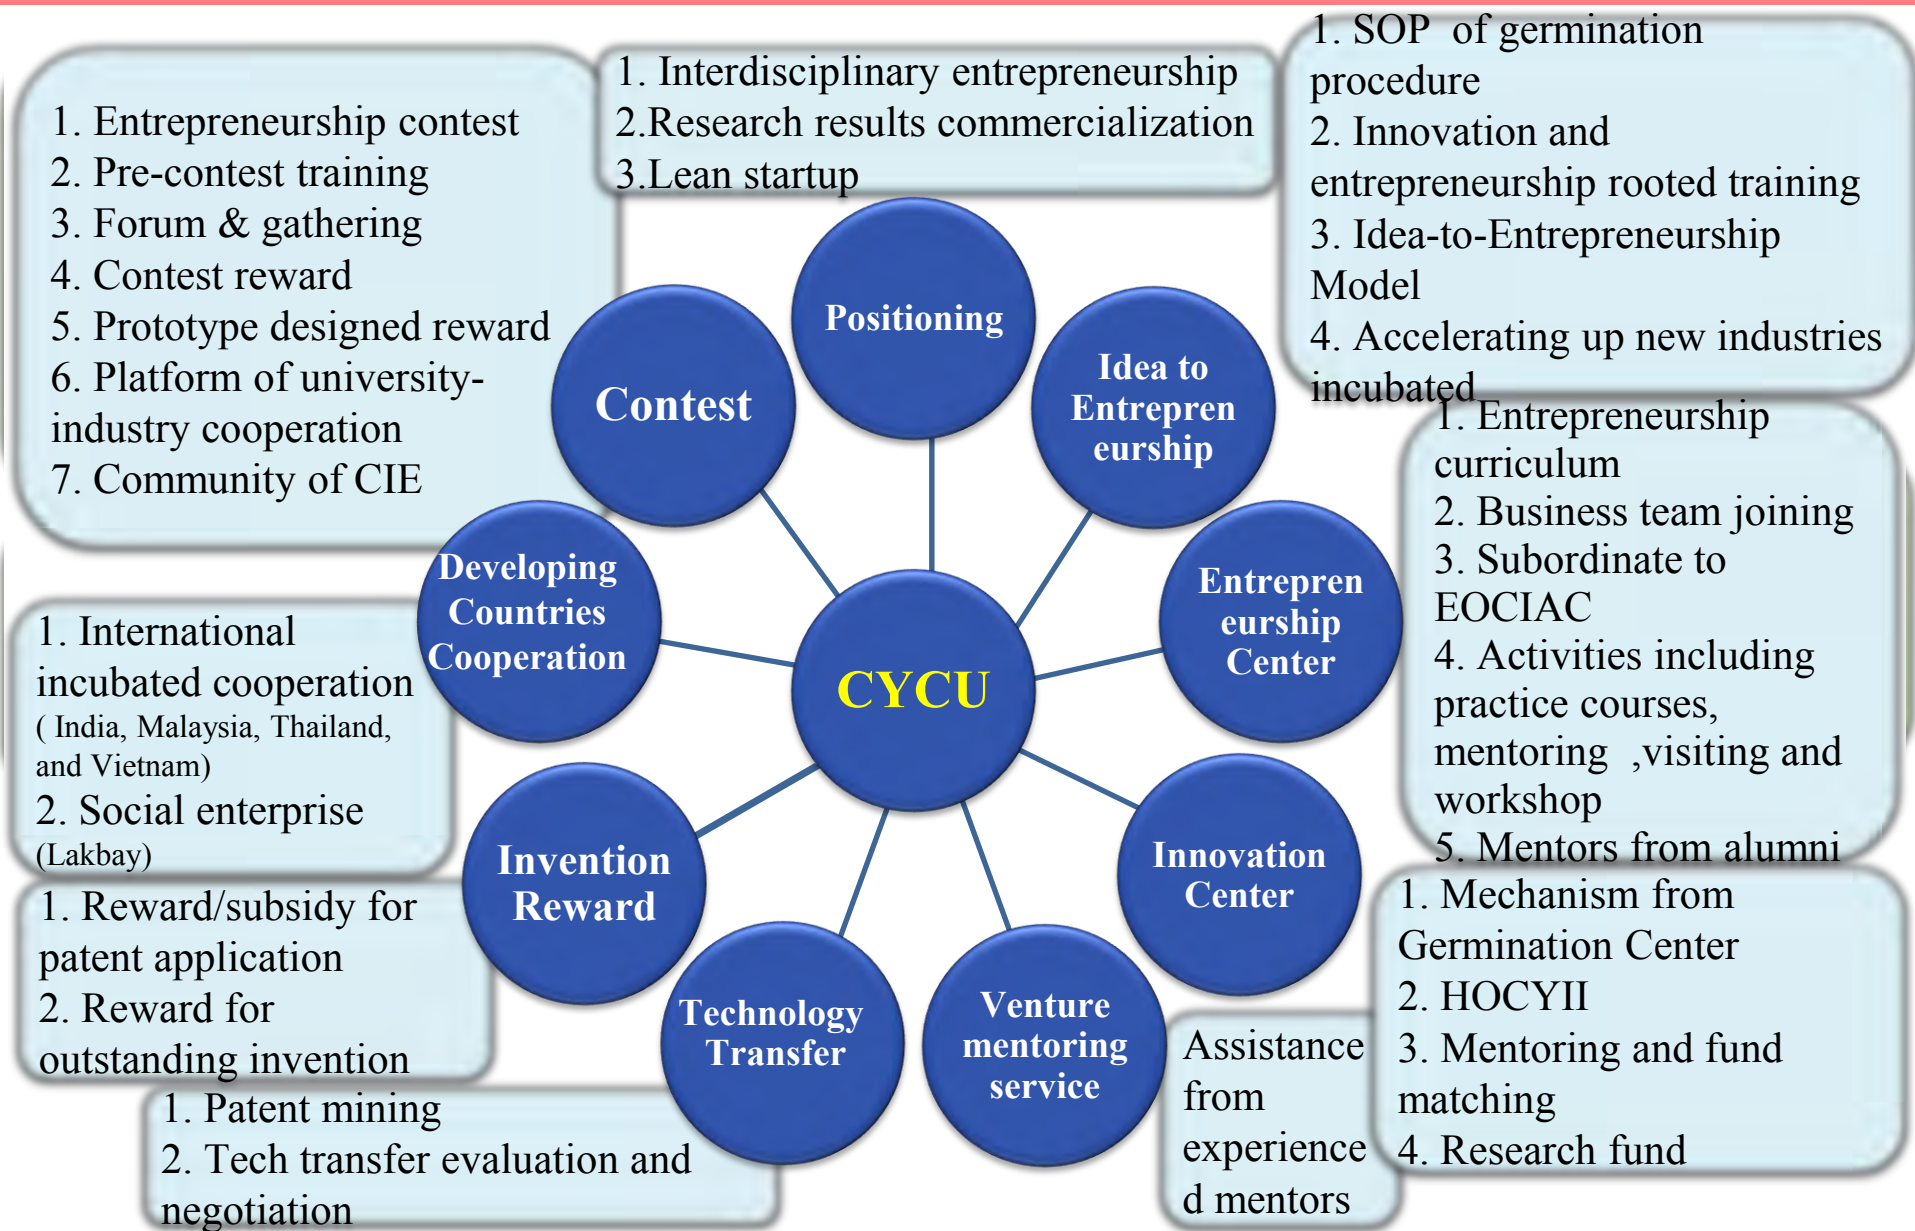 1. Entrepreneurship contest
2. Pre-contest training
3. Forum & gathering
4. Contest reward
5. Prototype designed reward
6. Platform of university-
industry cooperation
7. Community of CIE
1. Interdisciplinary entrepreneurship
2.Research results commercialization
3.Lean startup
1. SOP of germination
procedure
2. Innovation and
entrepreneurship rooted training
3. Idea-to-Entrepreneurship
Model
4. Accelerating up new industries
incubated
Positioning
Contest
Idea to
Entrepren
eurship
1. Entrepreneurship
curriculum
2. Business team joining
3. Subordinate to
EOCIAC
4. Activities including
practice courses,
mentoring ,visiting and
workshop
5. Mentors from alumni
Developing
Countries
Cooperation
Entrepren
eurship
Center
CYCU
1. International
incubated cooperation
( India, Malaysia, Thailand,
and Vietnam)
2. Social enterprise
(Lakbay)
Invention
Reward
Innovation
Center
1. Reward/subsidy for
patent application
2. Reward for
outstanding invention
1. Mechanism from
Germination Center
2. HOCYII
3. Mentoring and fund
matching
4. Research fund
Technology
Transfer
Venture
mentoring
service
Assistance
from
experience
d mentors
1. Patent mining
2. Tech transfer evaluation and
negotiation